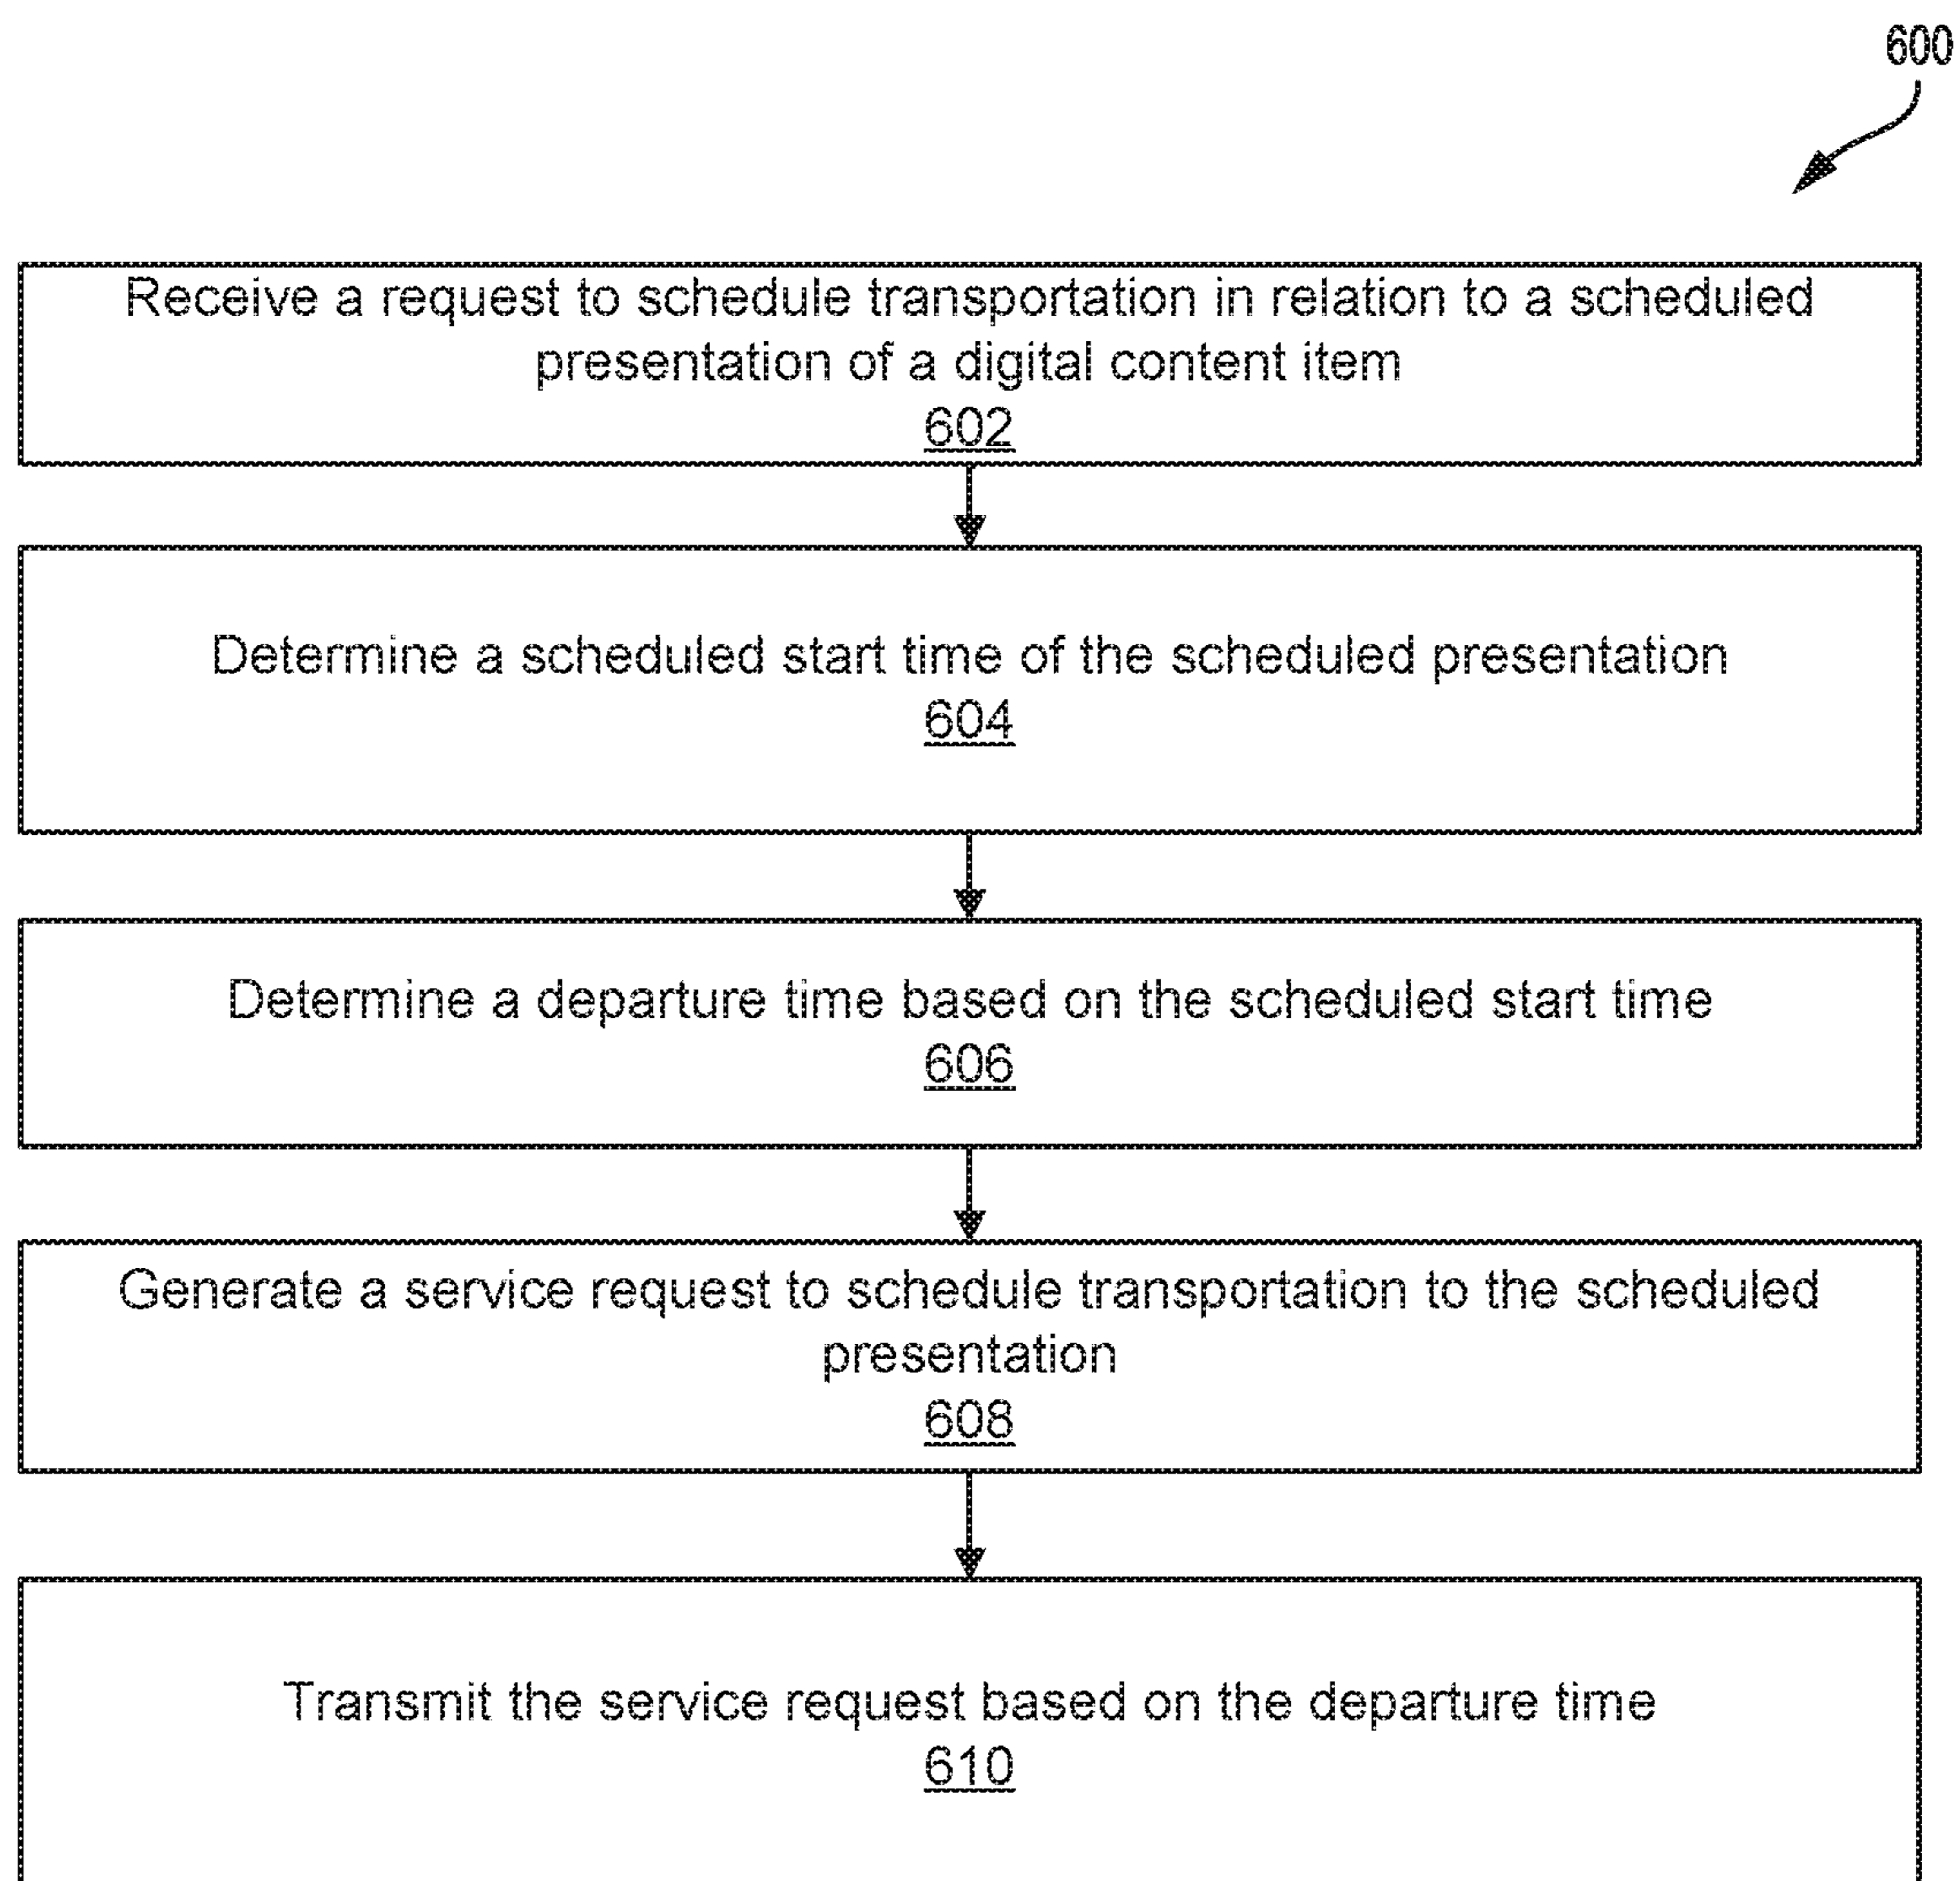 600
Receive a request to schedule transportation in relation to a scheduled
presentation of a digital content item
602
Determine a scheduled start time of the scheduled presentation
604
Determine a departure time based on the scheduled start time
606
Generate a service request to schedule transportation to the scheduled
presentation
608
Transmit the service request based on the departure time
610